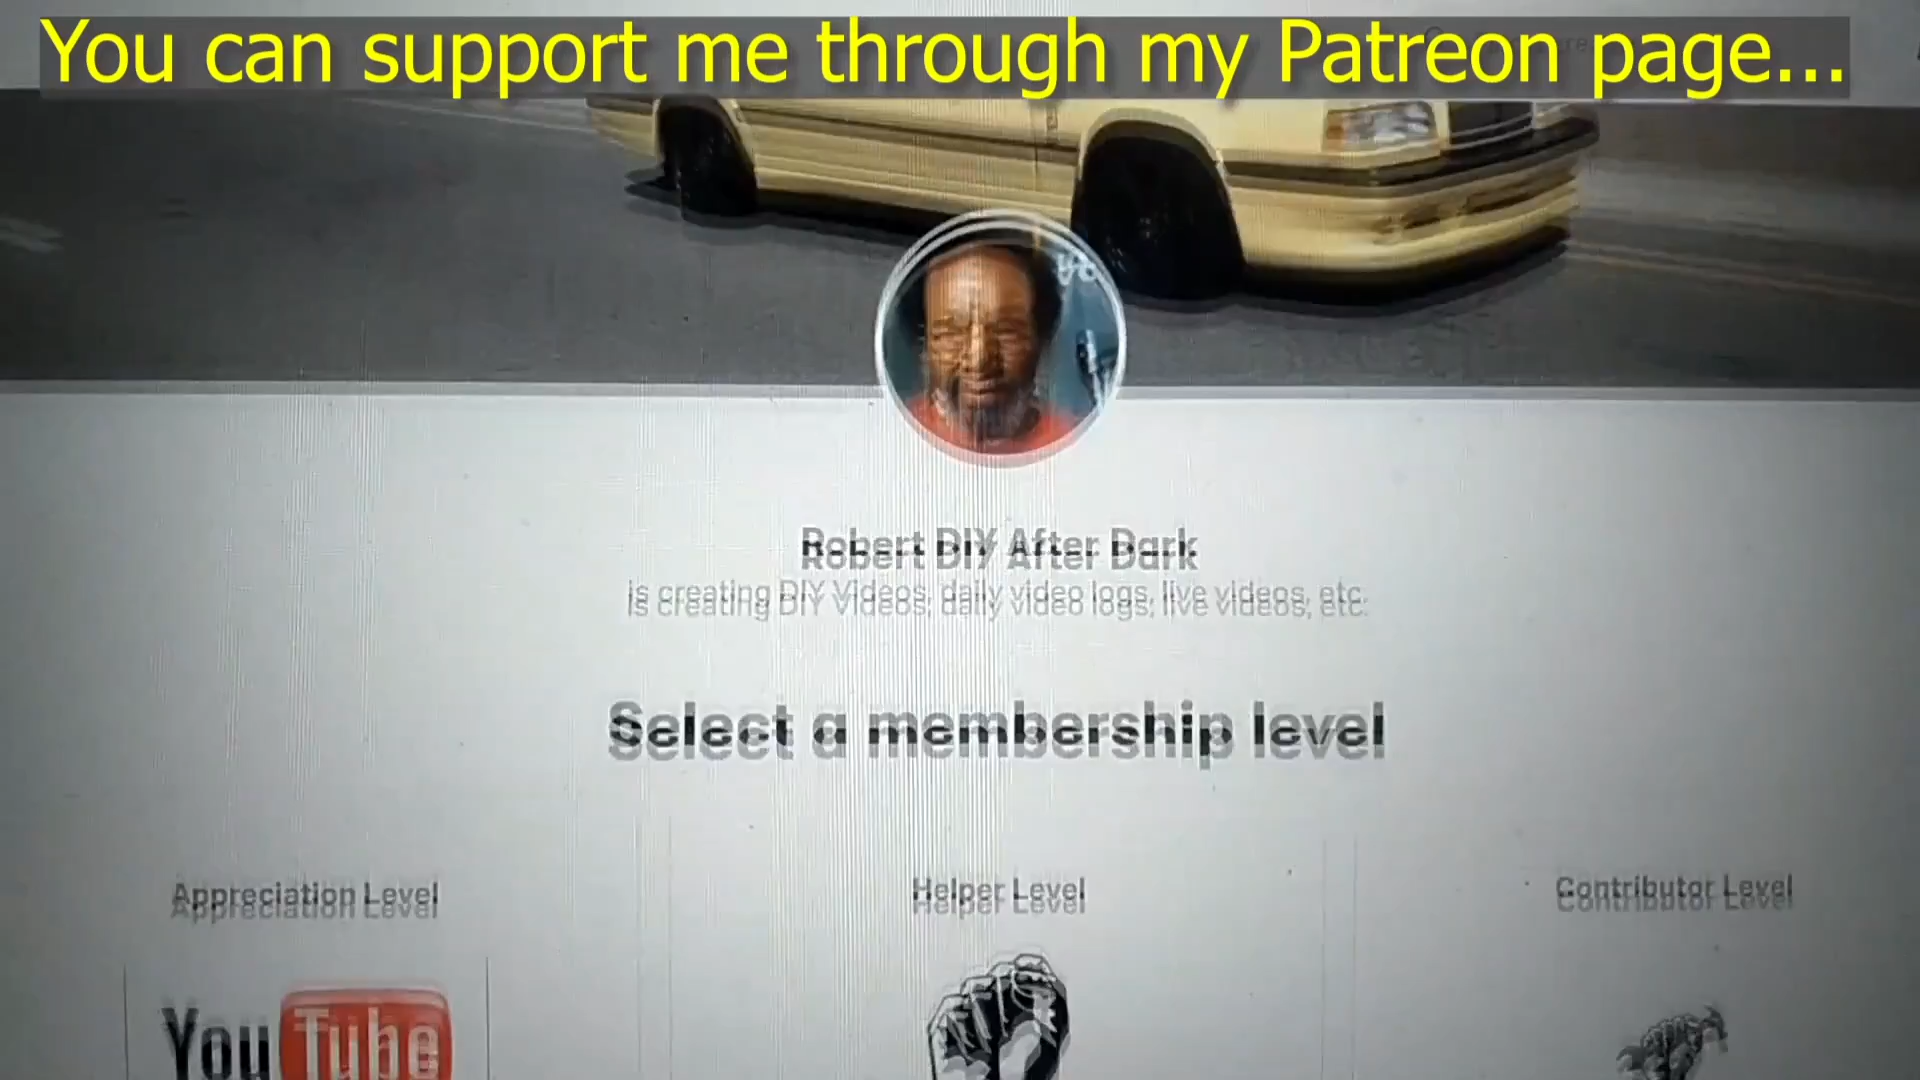 You can support me through my Patreon page...
Robert DIY After Dark
is creating DIY Videos, daily video logs, live videos, etc.
Select a membership level
Appreciation Level
Helper Level
Contributor Level
YouTube